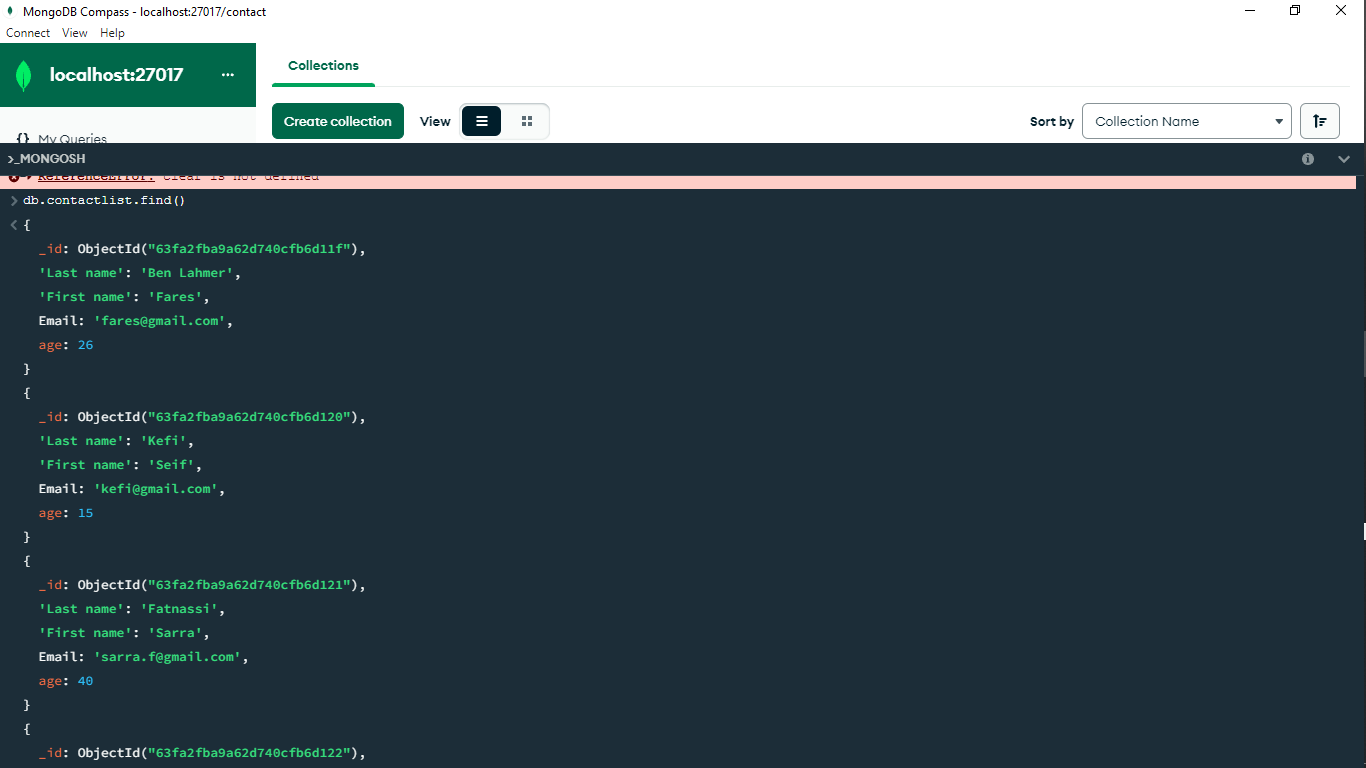 MongoDB Compass - localhost:27017/contact
Connect View Help
localhost:27017 ...
Collections
Create collection View Sort by Collection Name
{} My Queries
>_MONGOSH
ReferenceError: clear is not defined
> db.contactlist.find()
< {
_id: ObjectId("63fa2fba9a62d740cfb6d11f"),
'Last name': 'Ben Lahmer',
'First name': 'Fares',
Email: 'fares@gmail.com',
age: 26
}
{
_id: ObjectId("63fa2fba9a62d740cfb6d120"),
'Last name': 'Kefi',
'First name': 'Seif',
Email: 'kefi@gmail.com',
age: 15
}
{
_id: ObjectId("63fa2fba9a62d740cfb6d121"),
'Last name': 'Fatnassi',
'First name': 'Sarra',
Email: 'sarra.f@gmail.com',
age: 40
}
{
_id: ObjectId("63fa2fba9a62d740cfb6d122"),